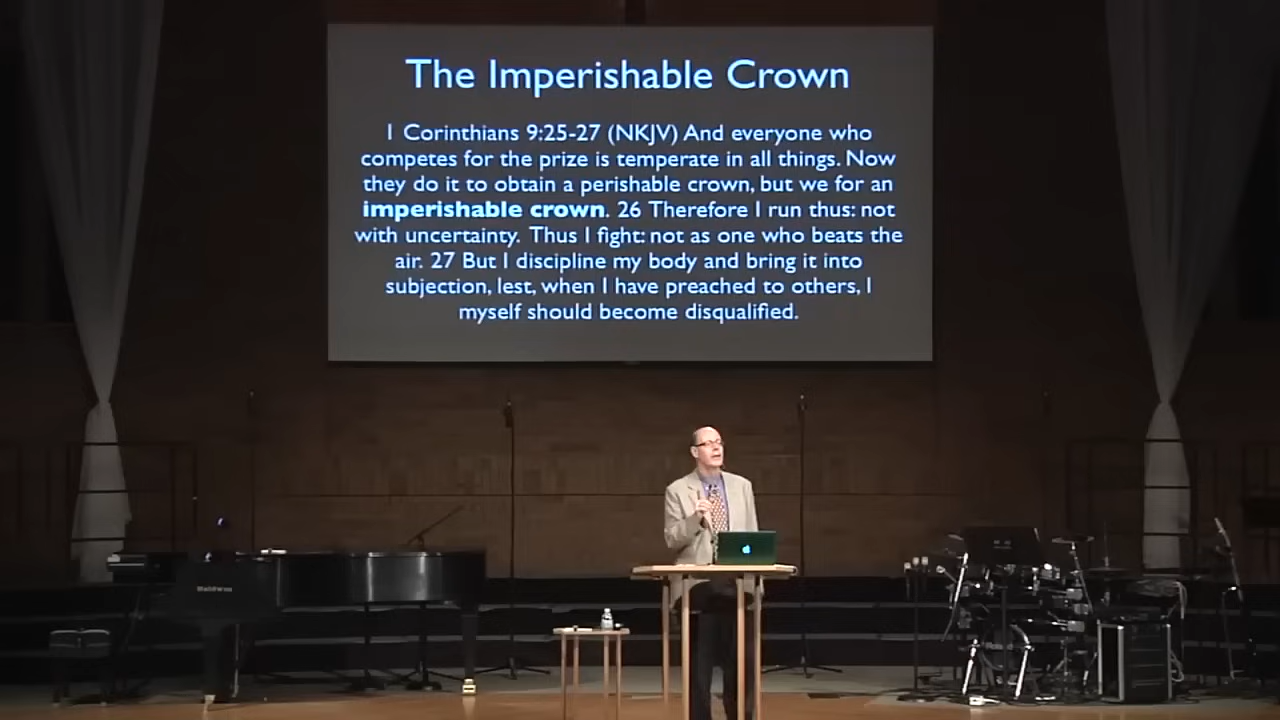 The Imperishable Crown
1 Corinthians 9:25-27 (NKJV) And everyone who
competes for the prize is temperate in all things. Now
they do it to obtain a perishable crown, but we for an
imperishable crown. 26 Therefore I run thus: not
with uncertainty. Thus I fight: not as one who beats the
air. 27 But I discipline my body and bring it into
subjection, lest, when I have preached to others, I
myself should become disqualified.
Baldwin